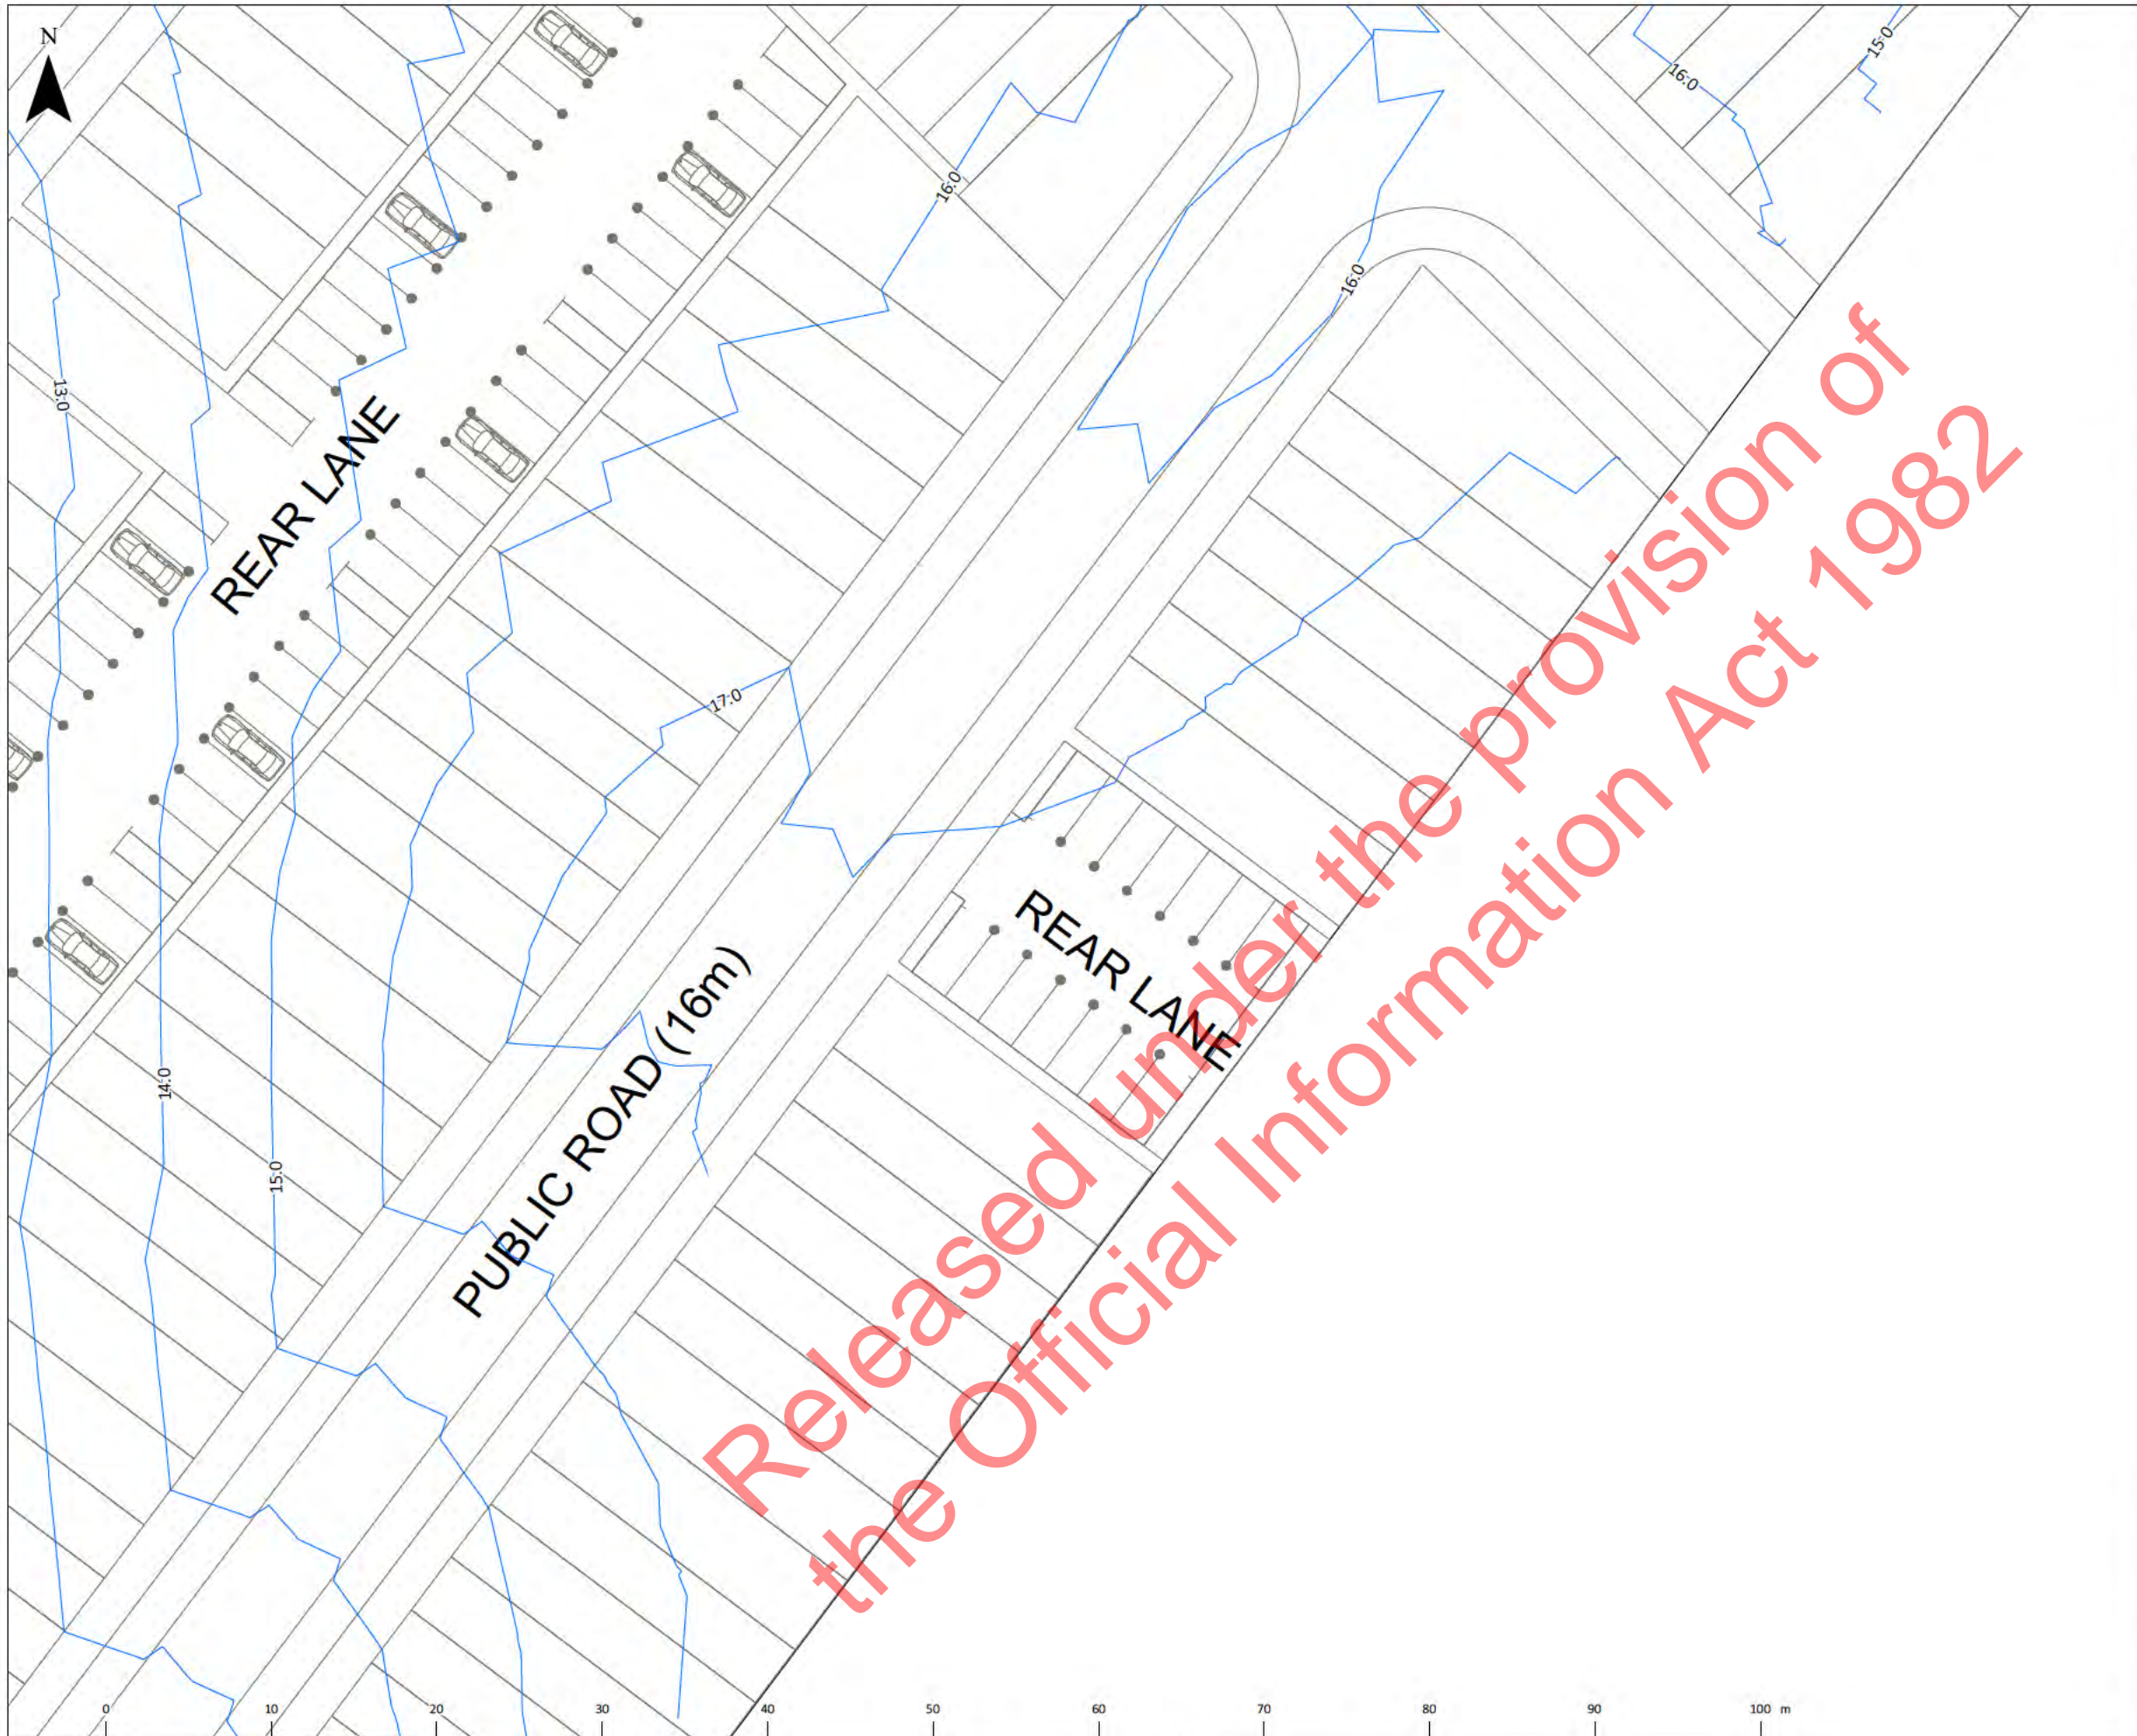 N
15.0
16.0
16.0
16.0
13.0
REAR LANE
17.0
REAR LANE
PUBLIC ROAD (16m)
14.0
15.0
Released under the provision of
the Official Information Act 1982
0 10 20 30 40 50 60 70 80 90 100 m